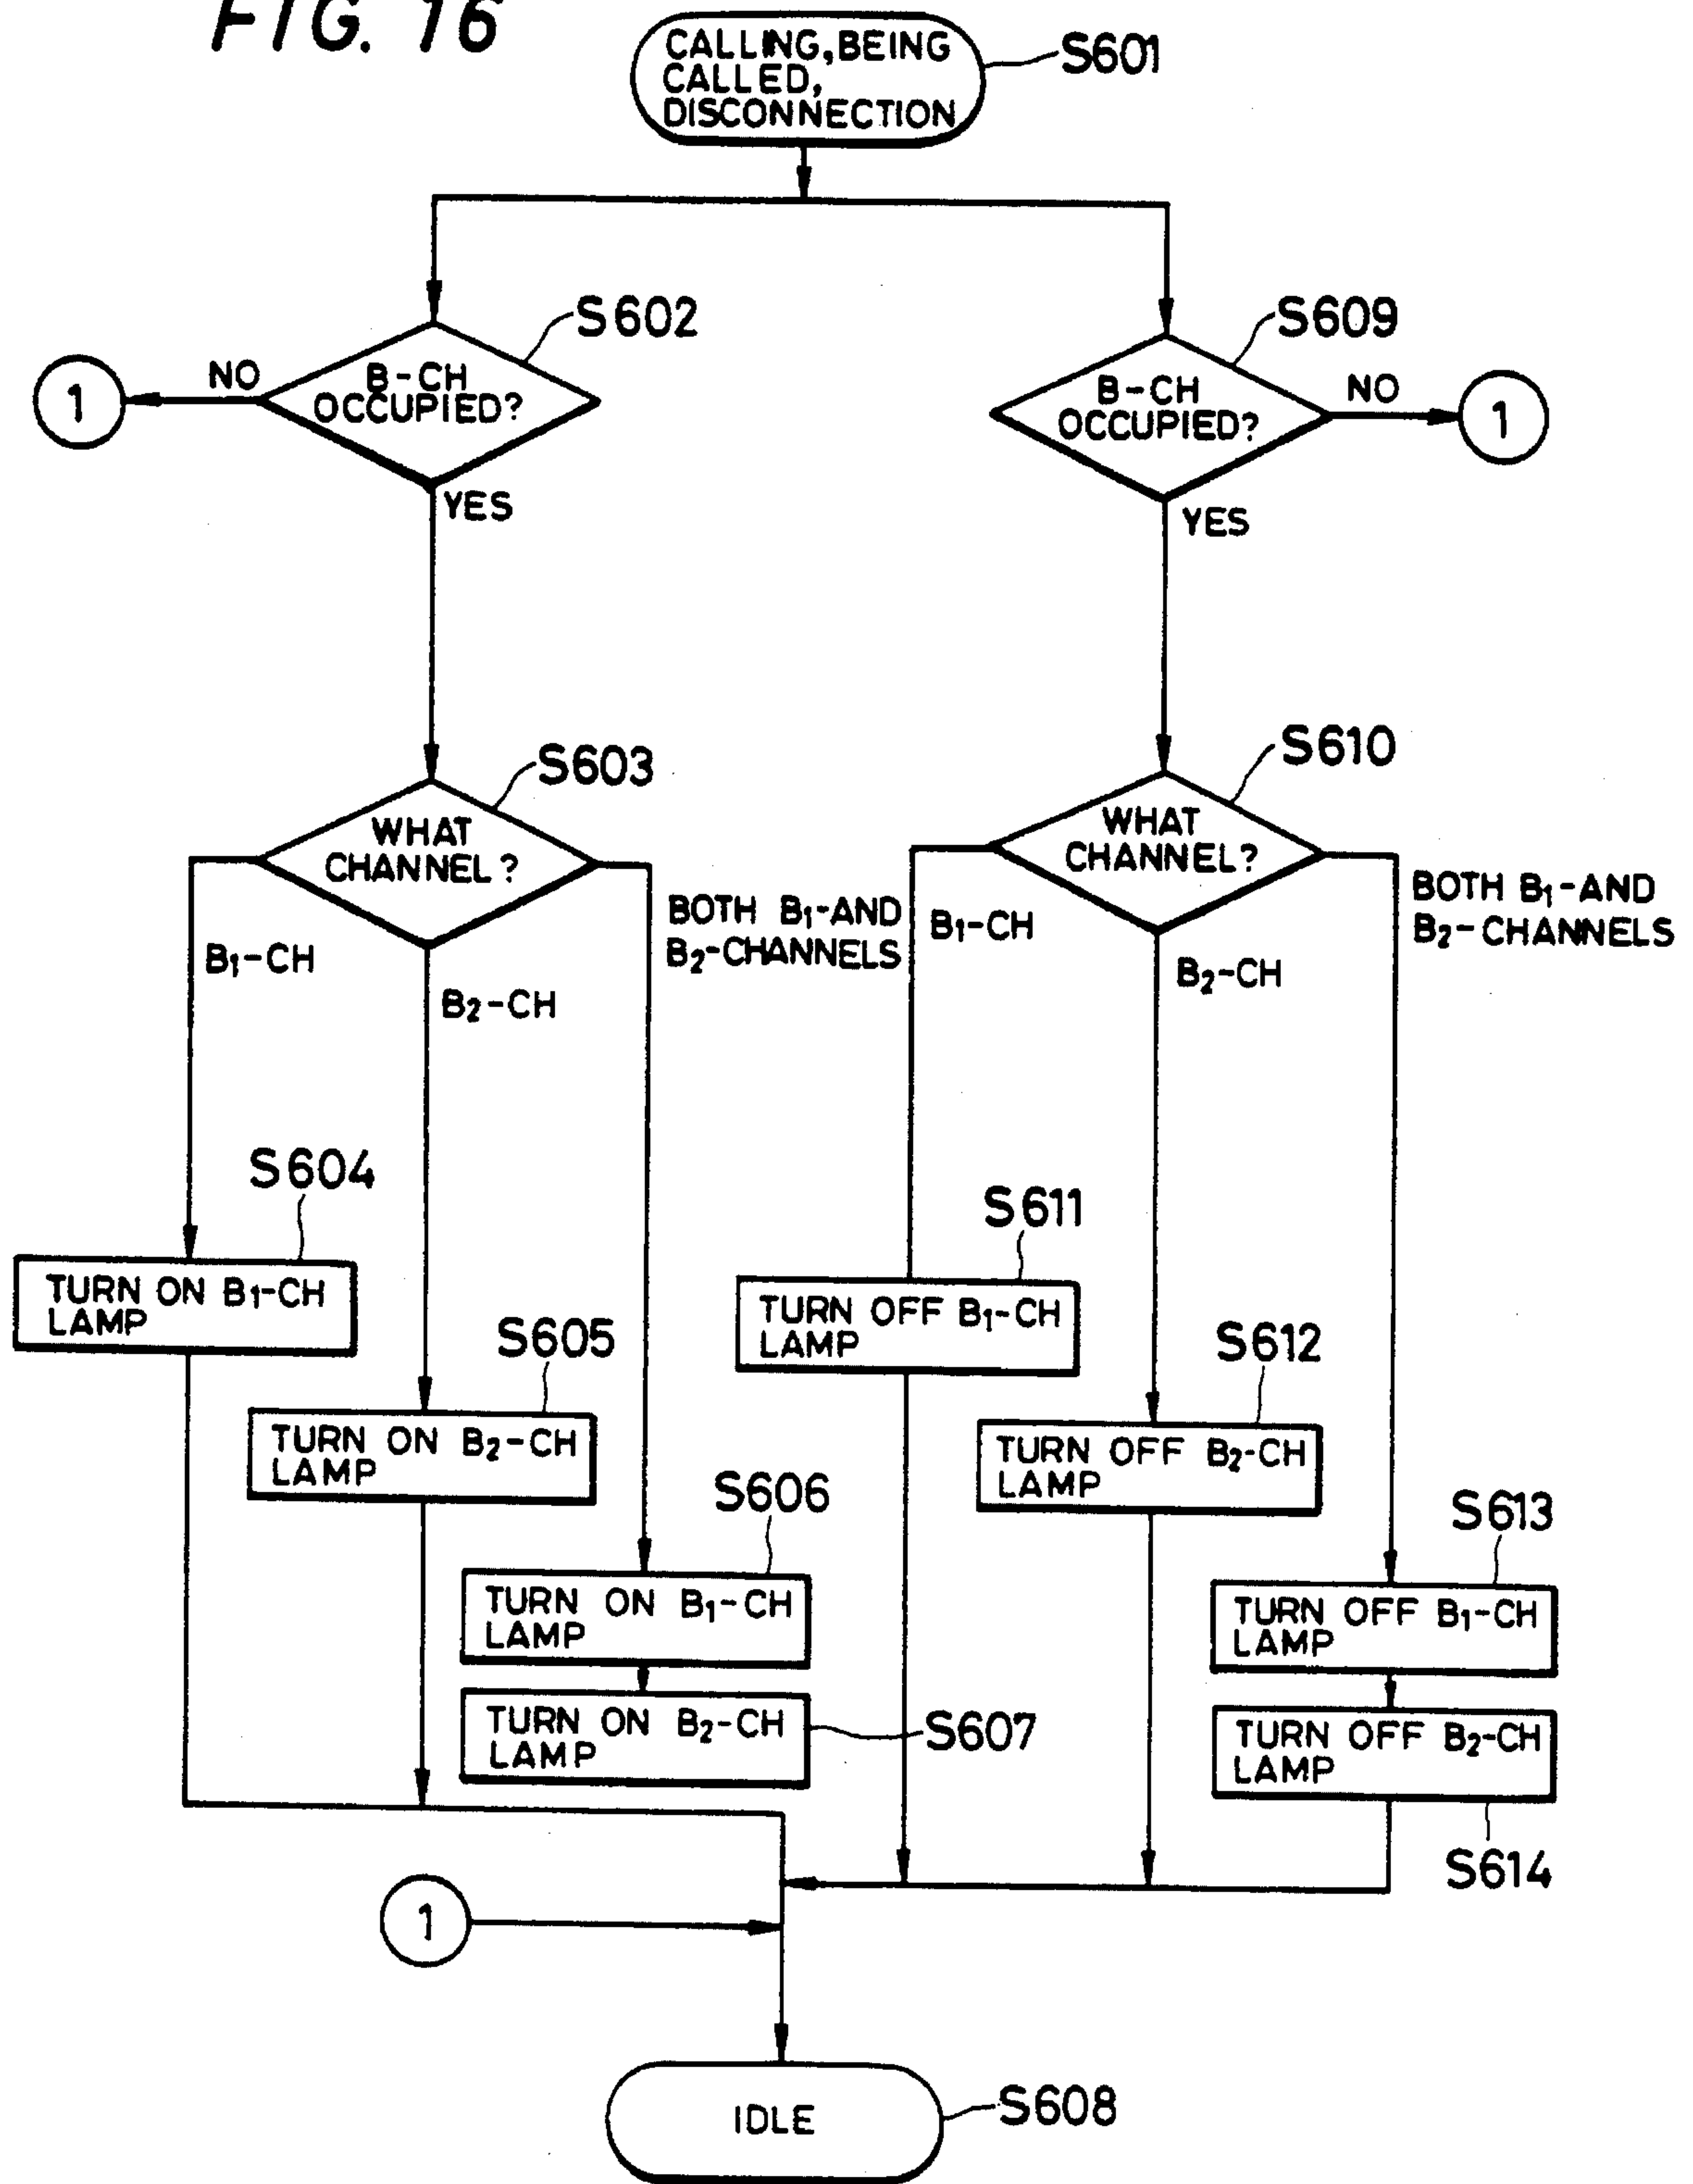 FIG. 16
CALLING, BEING
CALLED,
DISCONNECTION
S601
S602
B-CH
OCCUPIED?
NO
1
YES
S609
B-CH
OCCUPIED?
NO
1
YES
S603
WHAT
CHANNEL?
B1-CH
B2-CH
BOTH B1-AND
B2-CHANNELS
S610
WHAT
CHANNEL?
B1-CH
B2-CH
BOTH B1-AND
B2-CHANNELS
S604
TURN ON B1-CH
LAMP
S605
TURN ON B2-CH
LAMP
S606
TURN ON B1-CH
LAMP
TURN ON B2-CH
LAMP
S607
S611
TURN OFF B1-CH
LAMP
S612
TURN OFF B2-CH
LAMP
S613
TURN OFF B1-CH
LAMP
TURN OFF B2-CH
LAMP
S614
1
IDLE
S608